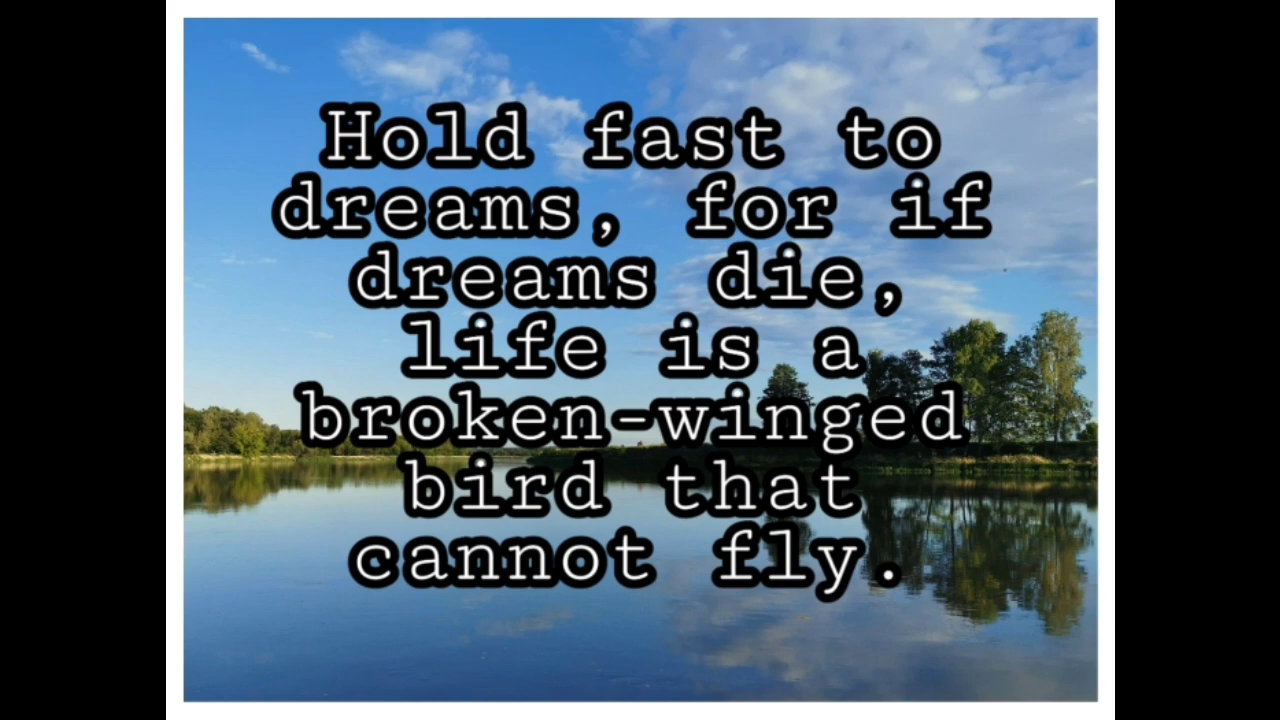 Hold fast to
dreams, for if
dreams die,
life is a
broken-winged
bird that
cannot fly.